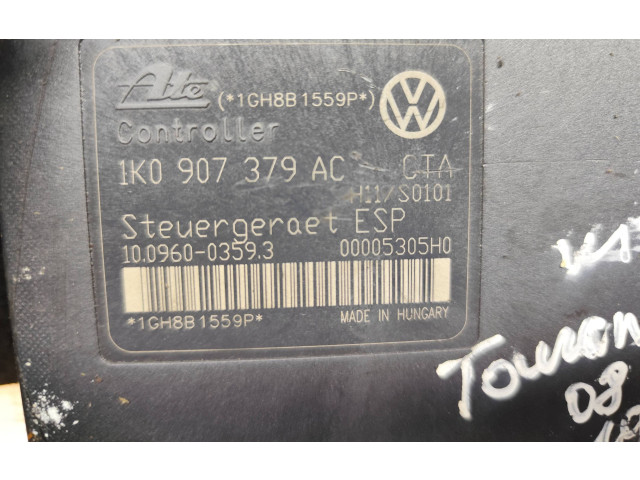 Ate (*1GH8B1559P*)
Controller
1K0 907 379 AC CTA
H11/S0101
Steuergeraet ESP
10.0960-0359.3 00005305H0
*1GH8B1559P* MADE IN HUNGARY
08